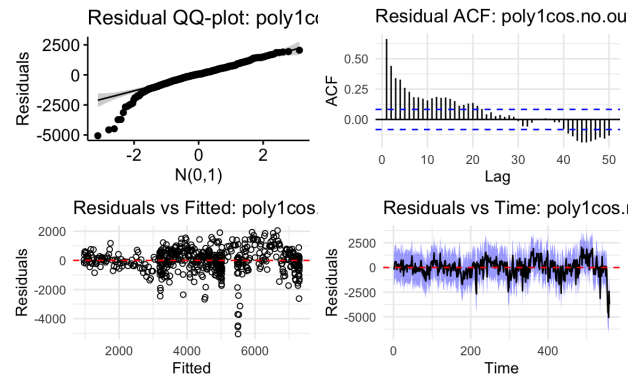 Residual QQ-plot: poly1co
2500
0
-2500
-5000
Residuals
-2 0 2
N(0,1)
Residual ACF: poly1cos.no.ou
0.50
0.25
0.00
ACF
0 10 20 30 40 50
Lag
Residuals vs Fitted: poly1cos.
2000
0
-2000
-4000
Residuals
2000 4000 6000
Fitted
Residuals vs Time: poly1cos.
2500
0
-2500
-5000
Residuals
0 200 400
Time